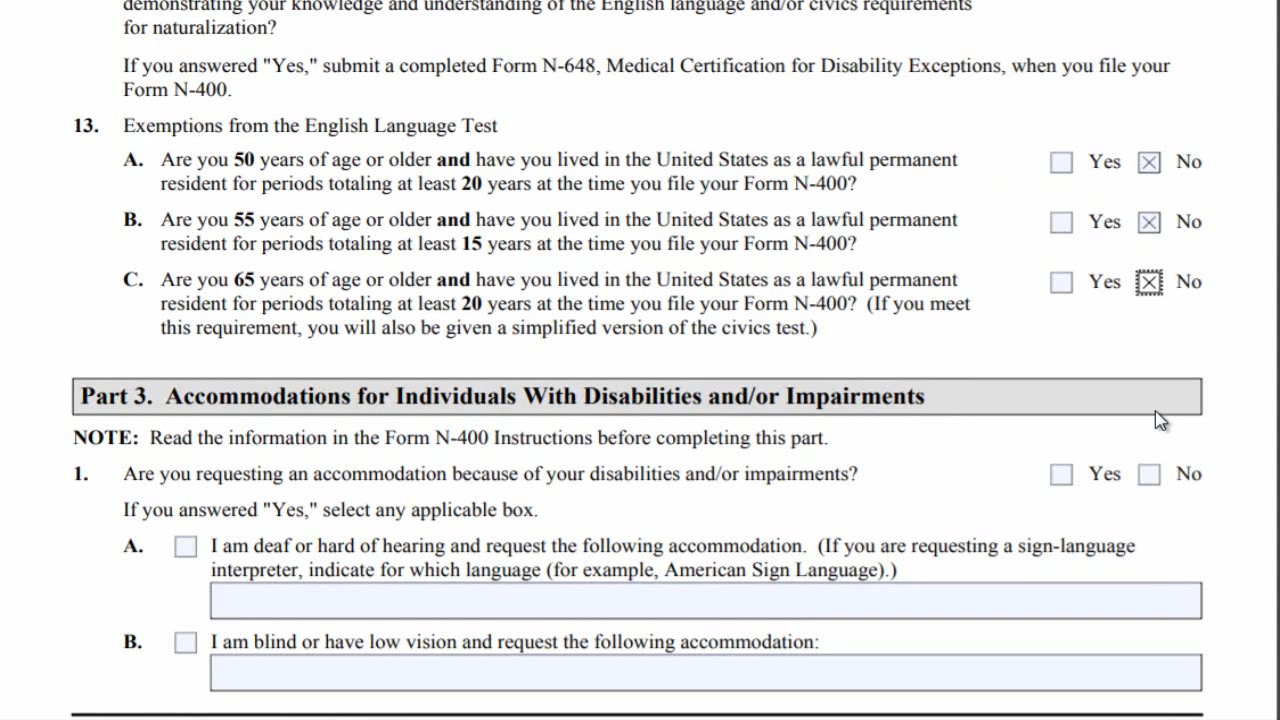 demonstrating your knowledge and understanding of the English language and/or civics requirements
for naturalization?
If you answered "Yes," submit a completed Form N-648, Medical Certification for Disability Exceptions, when you file your
Form N-400.
13. Exemptions from the English Language Test
A. Are you 50 years of age or older and have you lived in the United States as a lawful permanent Yes No
resident for periods totaling at least 20 years at the time you file your Form N-400?
B. Are you 55 years of age or older and have you lived in the United States as a lawful permanent Yes No
resident for periods totaling at least 15 years at the time you file your Form N-400?
C. Are you 65 years of age or older and have you lived in the United States as a lawful permanent Yes No
resident for periods totaling at least 20 years at the time you file your Form N-400? (If you meet
this requirement, you will also be given a simplified version of the civics test.)
Part 3. Accommodations for Individuals With Disabilities and/or Impairments
NOTE: Read the information in the Form N-400 Instructions before completing this part.
1. Are you requesting an accommodation because of your disabilities and/or impairments? Yes No
If you answered "Yes," select any applicable box.
A. I am deaf or hard of hearing and request the following accommodation. (If you are requesting a sign-language
interpreter, indicate for which language (for example, American Sign Language).)
B. I am blind or have low vision and request the following accommodation: